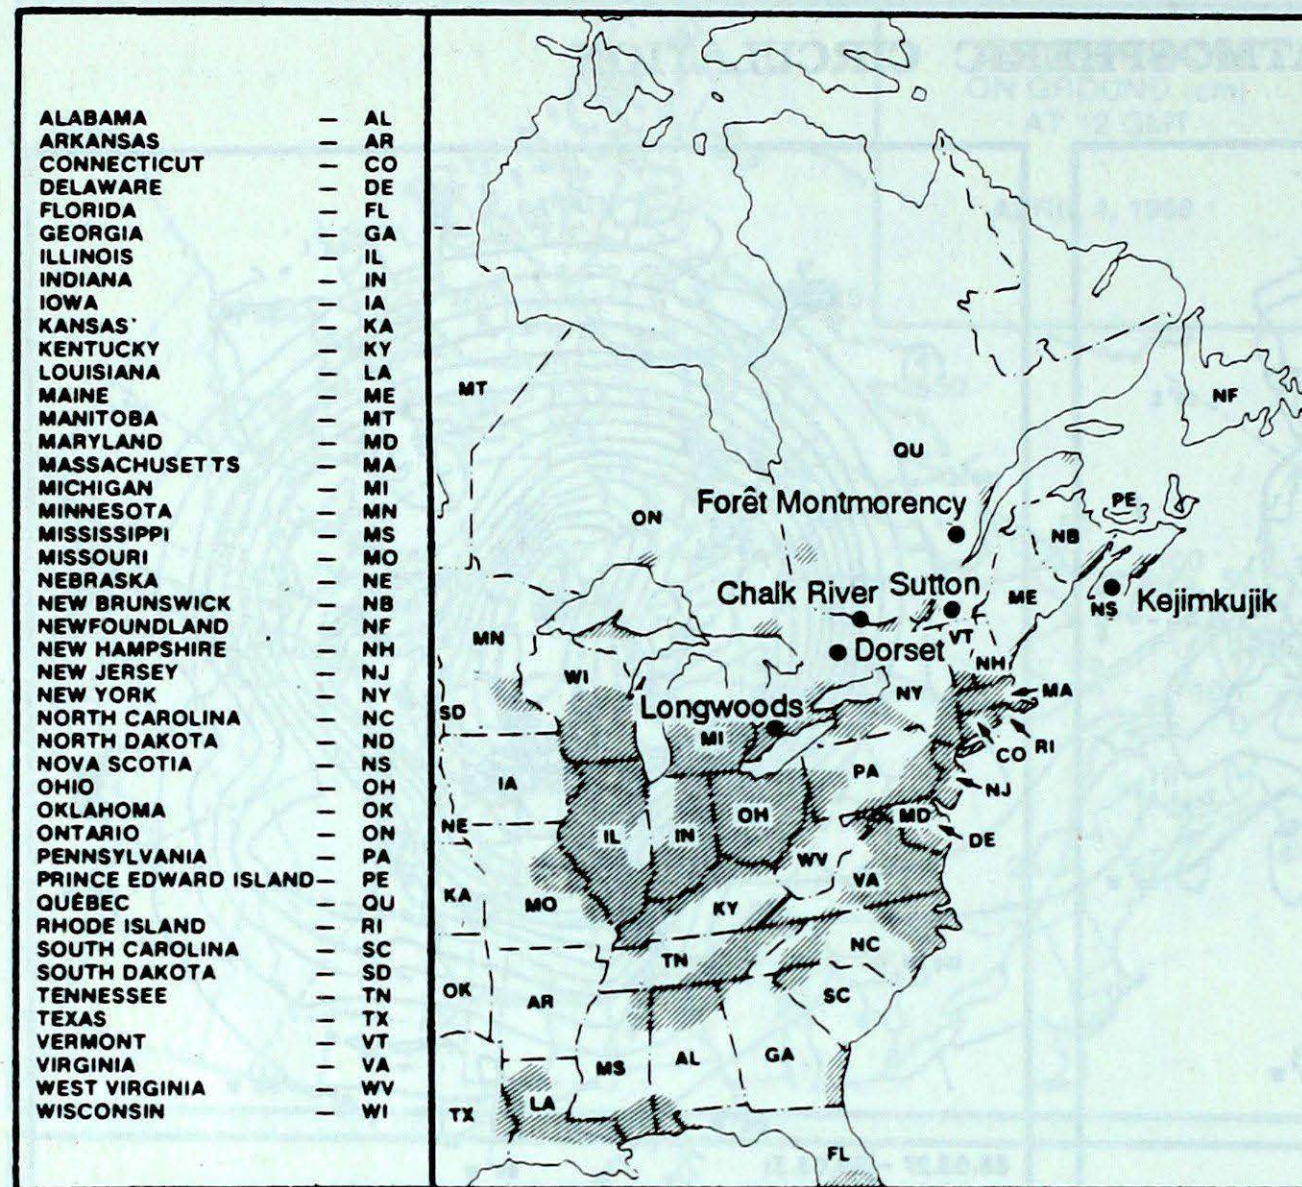 ALABAMA — AL
ARKANSAS — AR
CONNECTICUT — CO
DELAWARE — DE
FLORIDA — FL
GEORGIA — GA
ILLINOIS — IL
INDIANA — IN
IOWA — IA
KANSAS — KA
KENTUCKY — KY
LOUISIANA — LA
MAINE — ME
MANITOBA — MT
MARYLAND — MD
MASSACHUSETTS — MA
MICHIGAN — MI
MINNESOTA — MN
MISSISSIPPI — MS
MISSOURI — MO
NEBRASKA — NE
NEW BRUNSWICK — NB
NEWFOUNDLAND — NF
NEW HAMPSHIRE — NH
NEW JERSEY — NJ
NEW YORK — NY
NORTH CAROLINA — NC
NORTH DAKOTA — ND
NOVA SCOTIA — NS
OHIO — OH
OKLAHOMA — OK
ONTARIO — ON
PENNSYLVANIA — PA
PRINCE EDWARD ISLAND — PE
QUÉBEC — QU
RHODE ISLAND — RI
SOUTH CAROLINA — SC
SOUTH DAKOTA — SD
TENNESSEE — TN
TEXAS — TX
VERMONT — VT
VIRGINIA — VA
WEST VIRGINIA — WV
WISCONSIN — WI
MT
NF
QU
Forêt Montmorency
PE
ON
NB
Chalk River
Sutton
ME
NS
Kejimkujik
MN
VT
Dorset
NH
WI
NY
MA
SD
Longwoods
MI
CO
RI
PA
IA
NJ
OH
MD
NE
IL
IN
DE
WV
VA
KA
MO
KY
NC
TN
OK
AR
SC
MS
AL
GA
LA
TX
FL
ATMOSPHERIC CIRCULATION
ON GROUND (cm)
AT 12 GMT